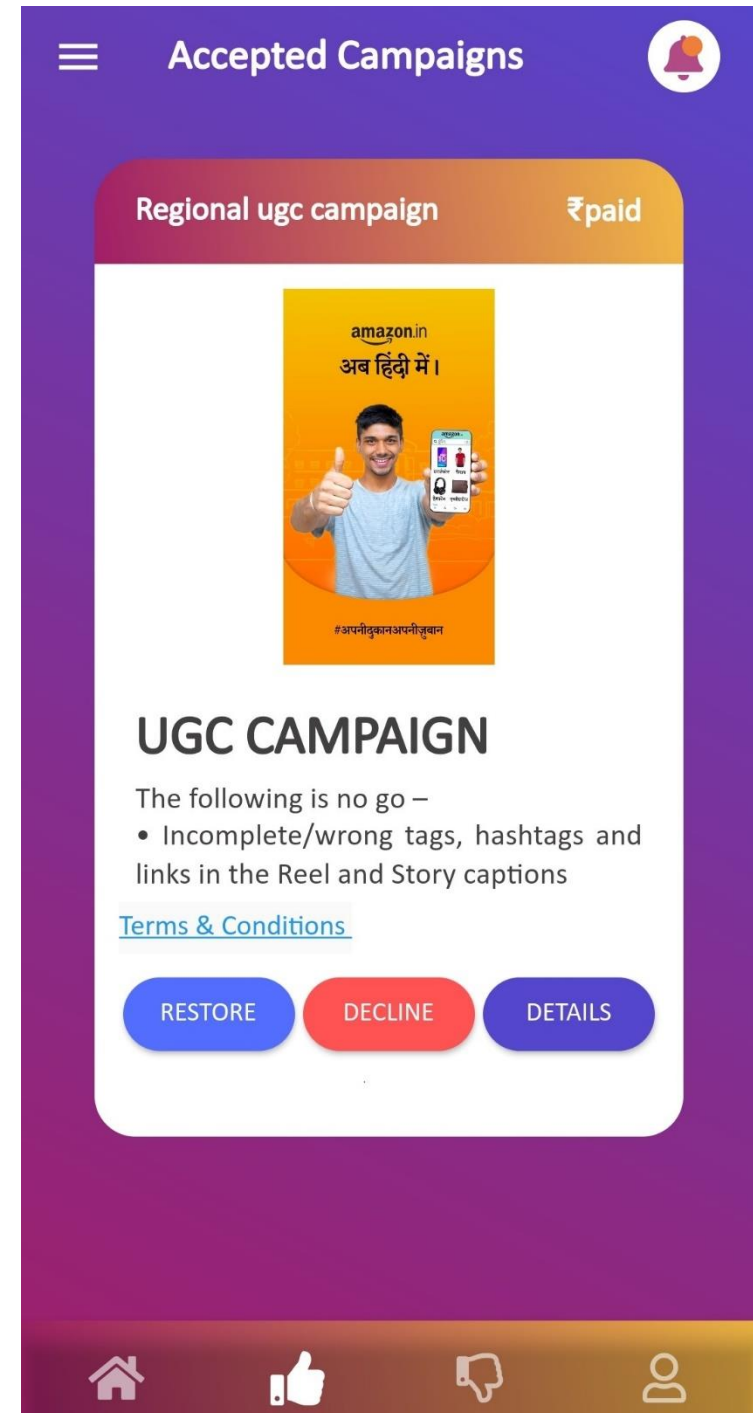 Accepted Campaigns
Regional ugc campaign ₹paid
amazon.in
अब हिंदी में।
amazon
#अपनीदुकानअपनीज़ुबान
UGC CAMPAIGN
The following is no go –
• Incomplete/wrong tags, hashtags and
links in the Reel and Story captions
Terms & Conditions
RESTORE DECLINE DETAILS